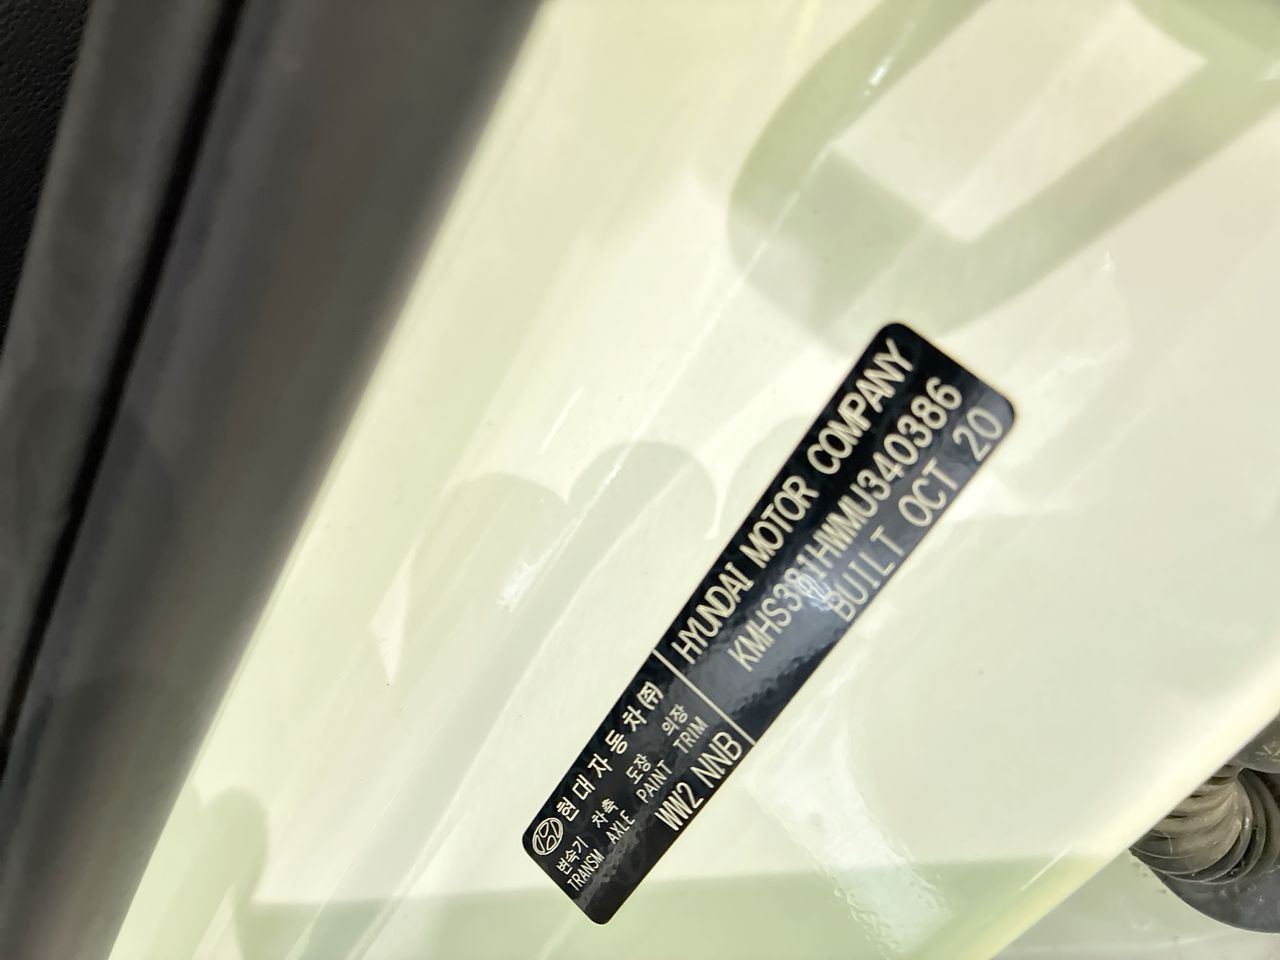 현대자동차(주)
변속기 차축 도장 의장
TRANSM AXLE PAINT TRIM
WW2 NNB
HYUNDAI MOTOR COMPANY
KMHS381HWMU340386
BUILT OCT 20